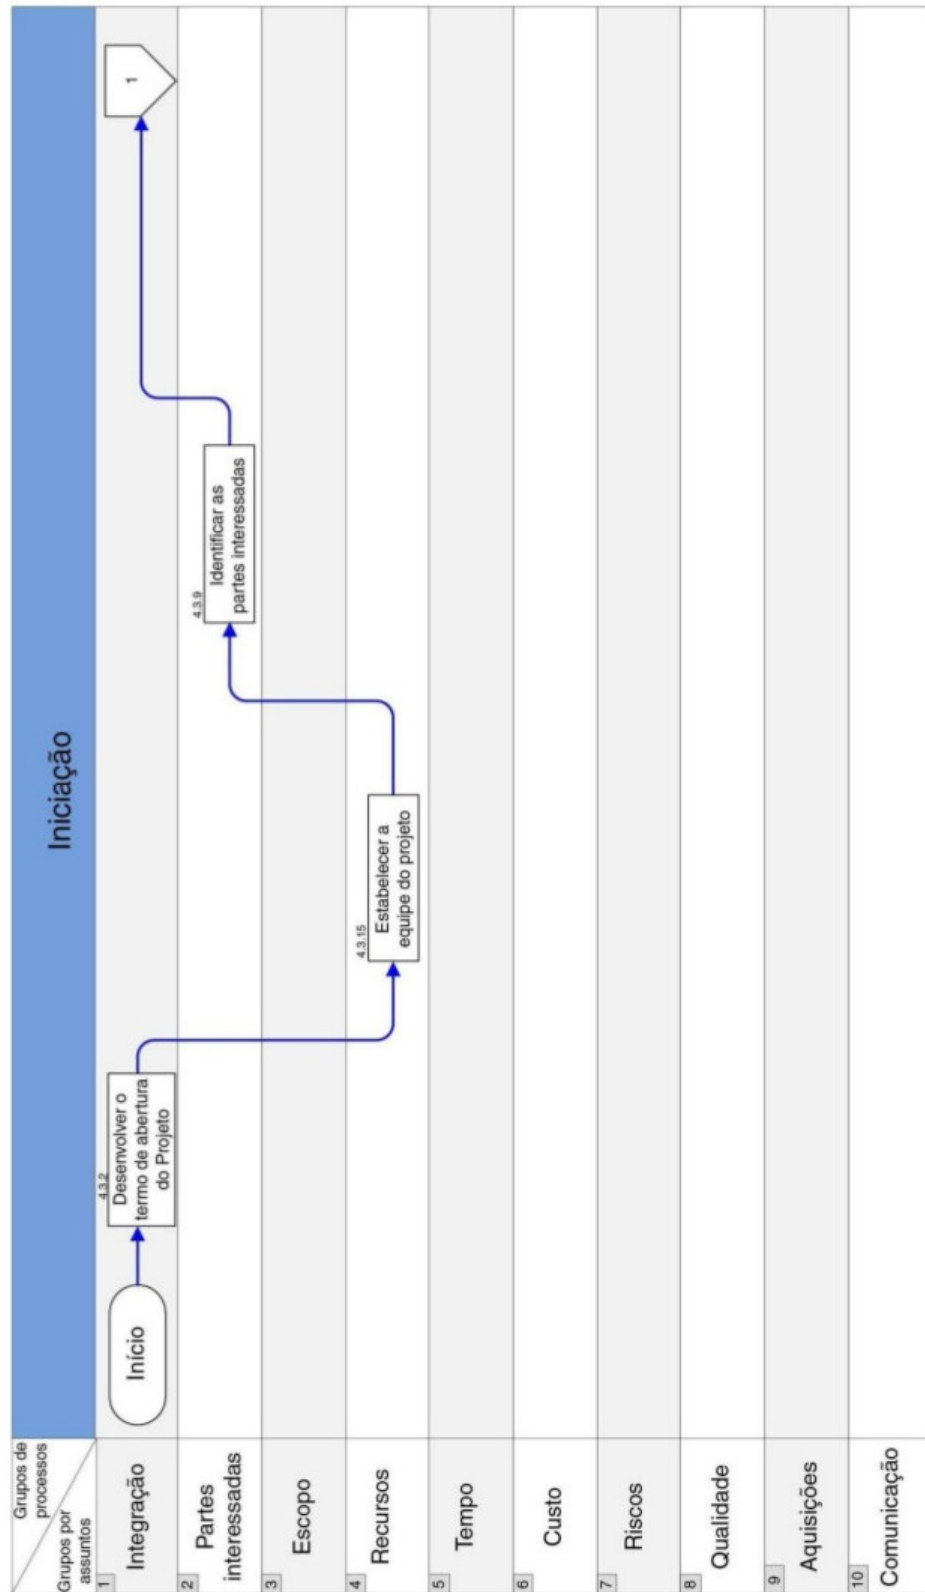 Grupos de
processos
Grupos por
assuntos
Iniciação
1
Integração
Início
4.3.2
Desenvolver o
termo de abertura
do Projeto
1
2
Partes
interessadas
4.3.9
Identificar as
partes interessadas
3
Escopo
4
Recursos
4.3.15
Estabelecer a
equipe do projeto
5
Tempo
6
Custo
7
Riscos
8
Qualidade
9
Aquisições
10
Comunicação